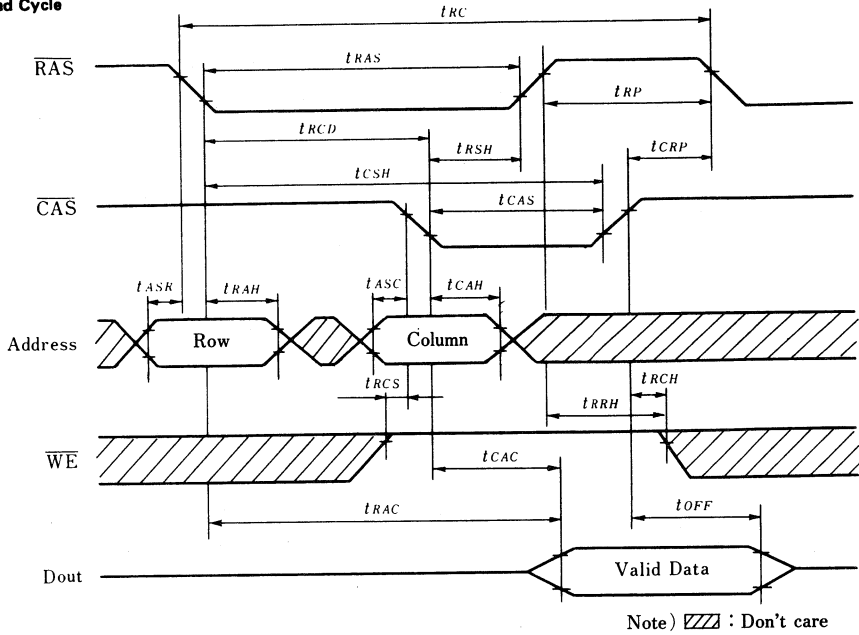 d Cycle
tRC
RAS
tRAS
tRP
tRCD
tRSH
tCRP
tCSH
CAS
tCAS
tASR
tRAH
tASC
tCAH
Address
Row
Column
tRCS
tRCH
tRRH
WE
tCAC
tRAC
tOFF
Dout
Valid Data
Note) : Don't care